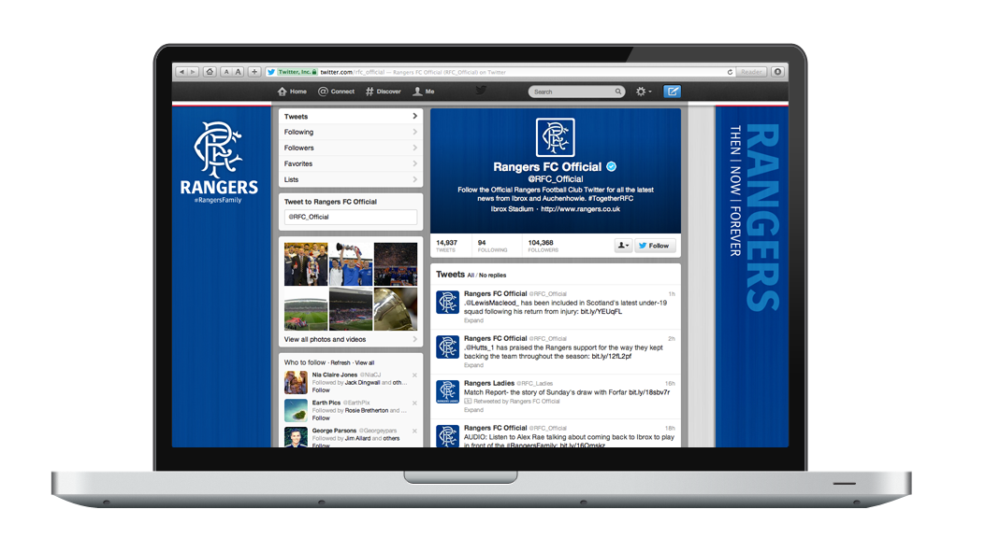 A A + Twitter, Inc. twitter.com/rfc_official — Rangers FC Official (RFC_Official) on Twitter Reader
Home Connect Discover Me Search
RANGERS
#RangersFamily
Tweets
Following
Followers
Favorites
Lists
Tweet to Rangers FC Official
@RFC_Official
View all photos and videos
Who to follow · Refresh · View all
Nia Claire Jones @NiaCJ
Followed by Jack Dingwall and oth...
Follow
Earth Pics @EarthPix
Followed by Rosie Bretherton and ...
Follow
George Parsons @Georgeypars
Followed by Jim Allard and others
Follow
Rangers FC Official
@RFC_Official
Follow the Official Rangers Football Club Twitter for all the latest
news from Ibrox and Auchenhowie. #TogetherRFC
Ibrox Stadium · http://www.rangers.co.uk
14,937 94 104,368
TWEETS FOLLOWING FOLLOWERS
Follow
Tweets All / No replies
Rangers FC Official @RFC_Official 1h
.@LewisMacleod_ has been included in Scotland's latest under-19
squad following his return from injury: bit.ly/YEUqFL
Expand
Rangers FC Official @RFC_Official 2h
.@Hutts_1 has praised the Rangers support for the way they kept
backing the team throughout the season: bit.ly/12fL2pf
Expand
Rangers Ladies @RFC_Ladies 16h
Match Report- the story of Sunday's draw with Forfar bit.ly/18sbv7r
Retweeted by Rangers FC Official
Expand
Rangers FC Official @RFC_Official 18h
AUDIO: Listen to Alex Rae talking about coming back to Ibrox to play
in front of the #RangersFamily: bit.ly/16Omskz
RANGERS
THEN | NOW | FOREVER